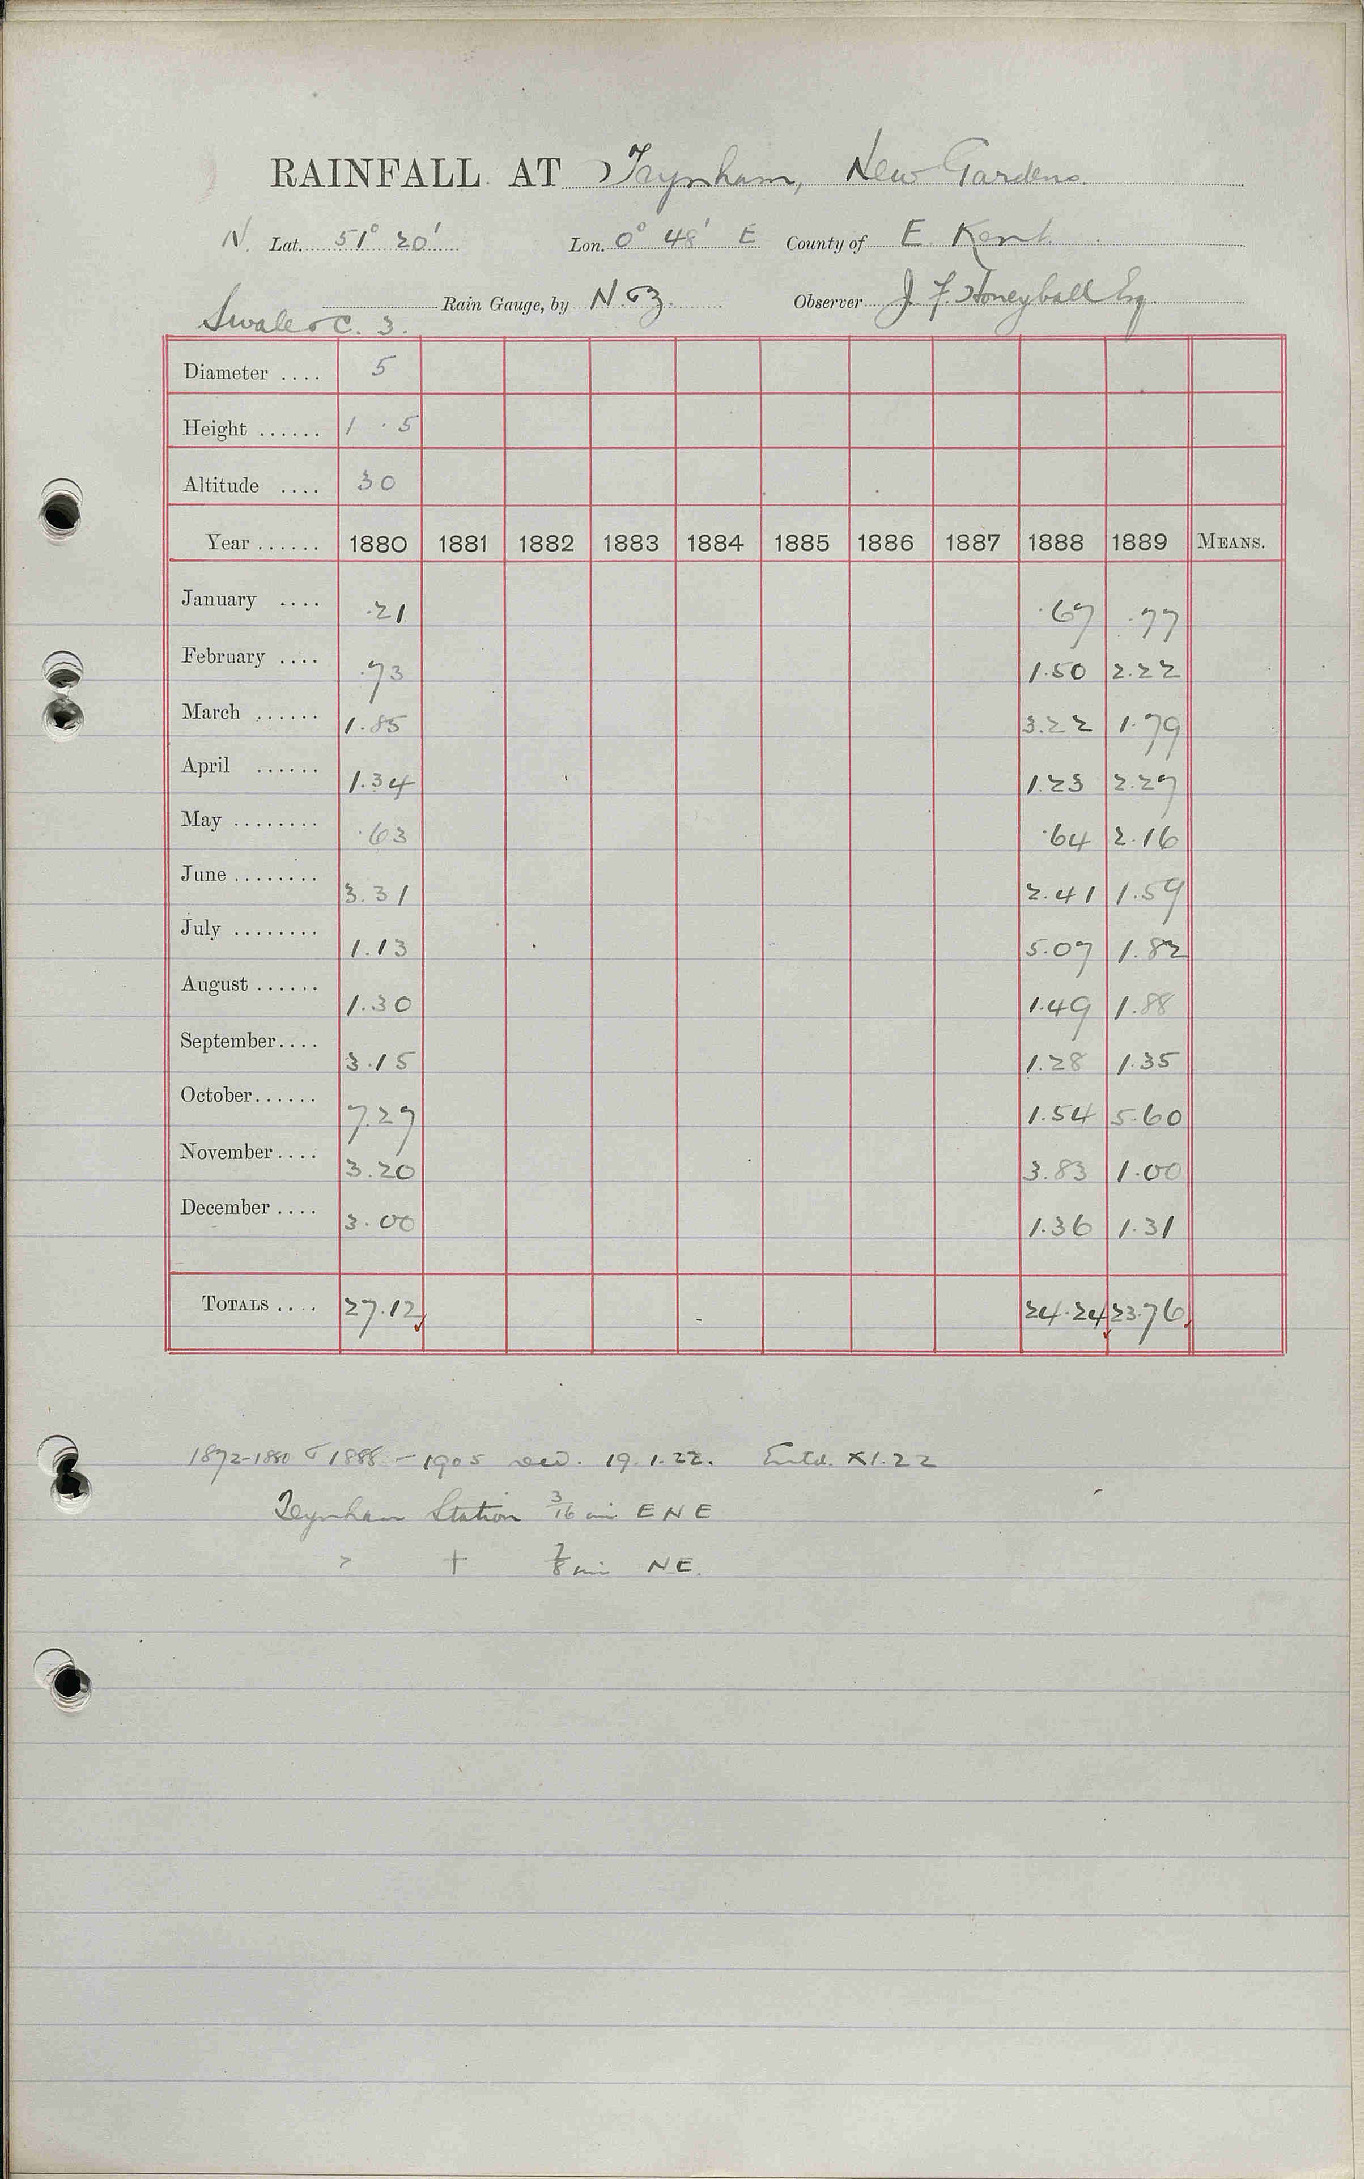 RAINFALL AT Teynham, New Gardens.
N. Lat. 51° 20' Lon. 0° 48' E County of E. Kent.
Rain Gauge, by N. & Z. Observer J. F. Honeyball Esq
Swale &c. 3.
Diameter .... 5
Height ...... 1 . 5
Altitude .... 30
Year ...... 1880 1881 1882 1883 1884 1885 1886 1887 1888 1889 MEANS.
January .... .21 .67 .77
February .... .73 1.50 2.22
March ...... 1.85 3.22 1.79
April ...... 1.34 1.23 2.27
May ........ .63 .64 2.16
June ........ 3.31 2.41 1.59
July ........ 1.13 5.07 1.82
August ...... 1.30 1.49 1.88
September.... 3.15 1.28 1.35
October...... 7.27 1.54 5.60
November .... 3.20 3.83 1.00
December .... 3.00 1.36 1.31
TOTALS .... 27.12 24.24 23.76
1872-1880 & 1888 - 1905 recd. 19.1.22. Entd. XI.22
Teynham Station 3/16 mi ENE
" + 7/8 mi NE.